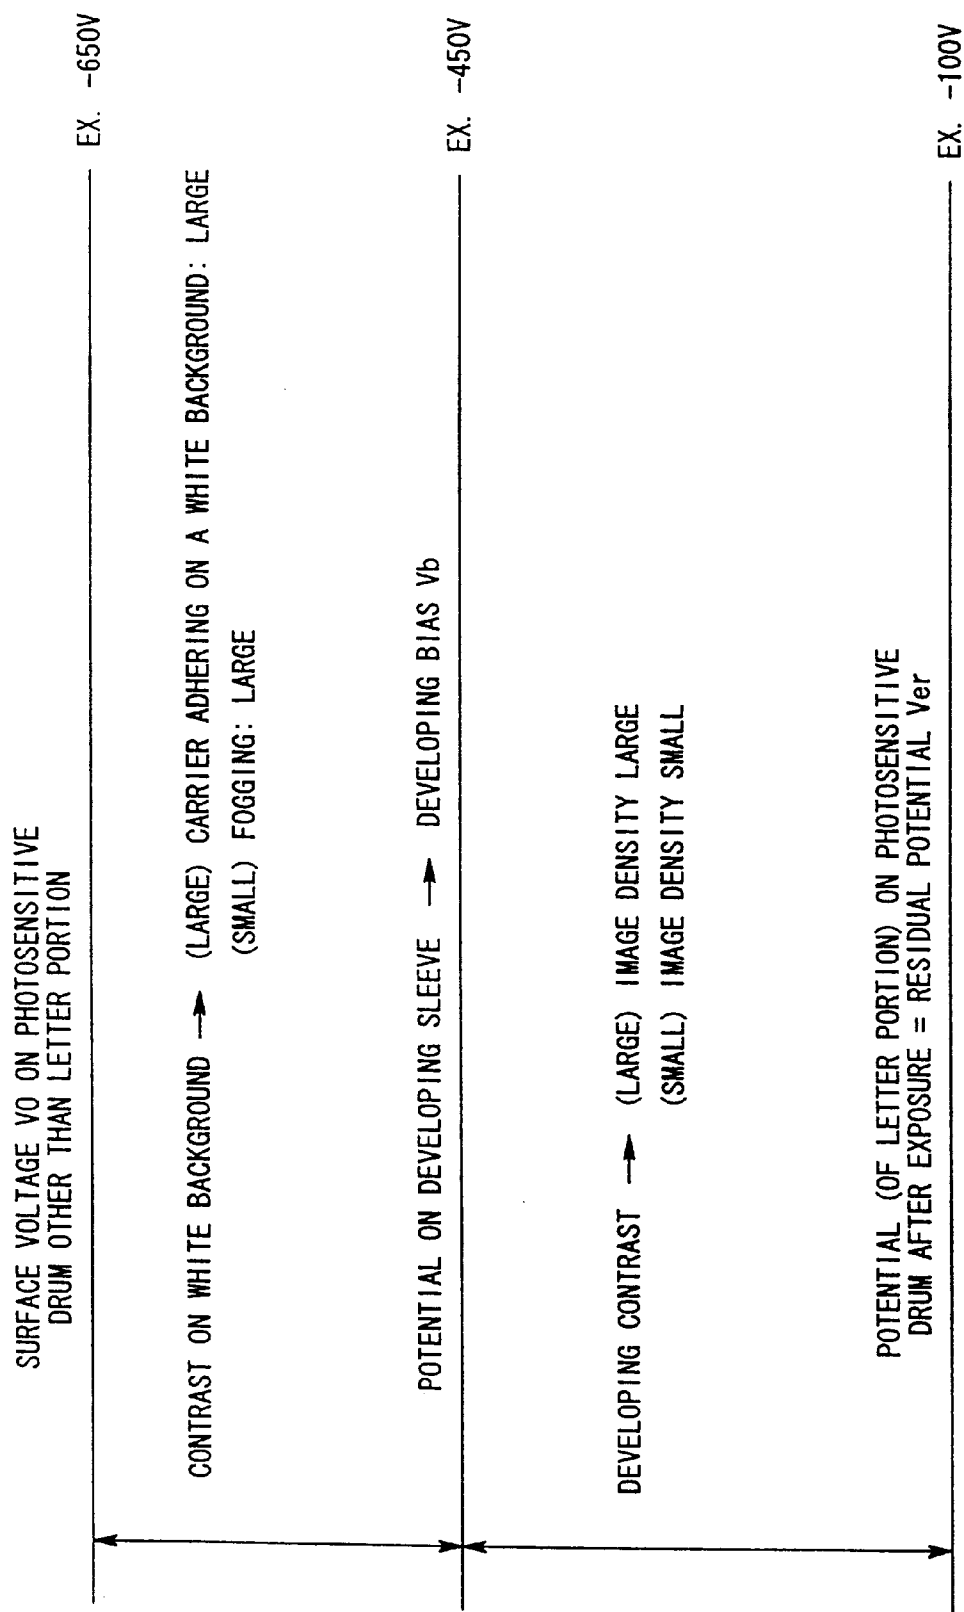 SURFACE VOLTAGE VO ON PHOTOSENSITIVE
DRUM OTHER THAN LETTER PORTION
EX. -650V
CONTRAST ON WHITE BACKGROUND → (LARGE) CARRIER ADHERING ON A WHITE BACKGROUND: LARGE
(SMALL) FOGGING: LARGE
POTENTIAL ON DEVELOPING SLEEVE → DEVELOPING BIAS Vb
EX. -450V
DEVELOPING CONTRAST → (LARGE) IMAGE DENSITY LARGE
(SMALL) IMAGE DENSITY SMALL
POTENTIAL (OF LETTER PORTION) ON PHOTOSENSITIVE
DRUM AFTER EXPOSURE = RESIDUAL POTENTIAL Ver
EX. -100V